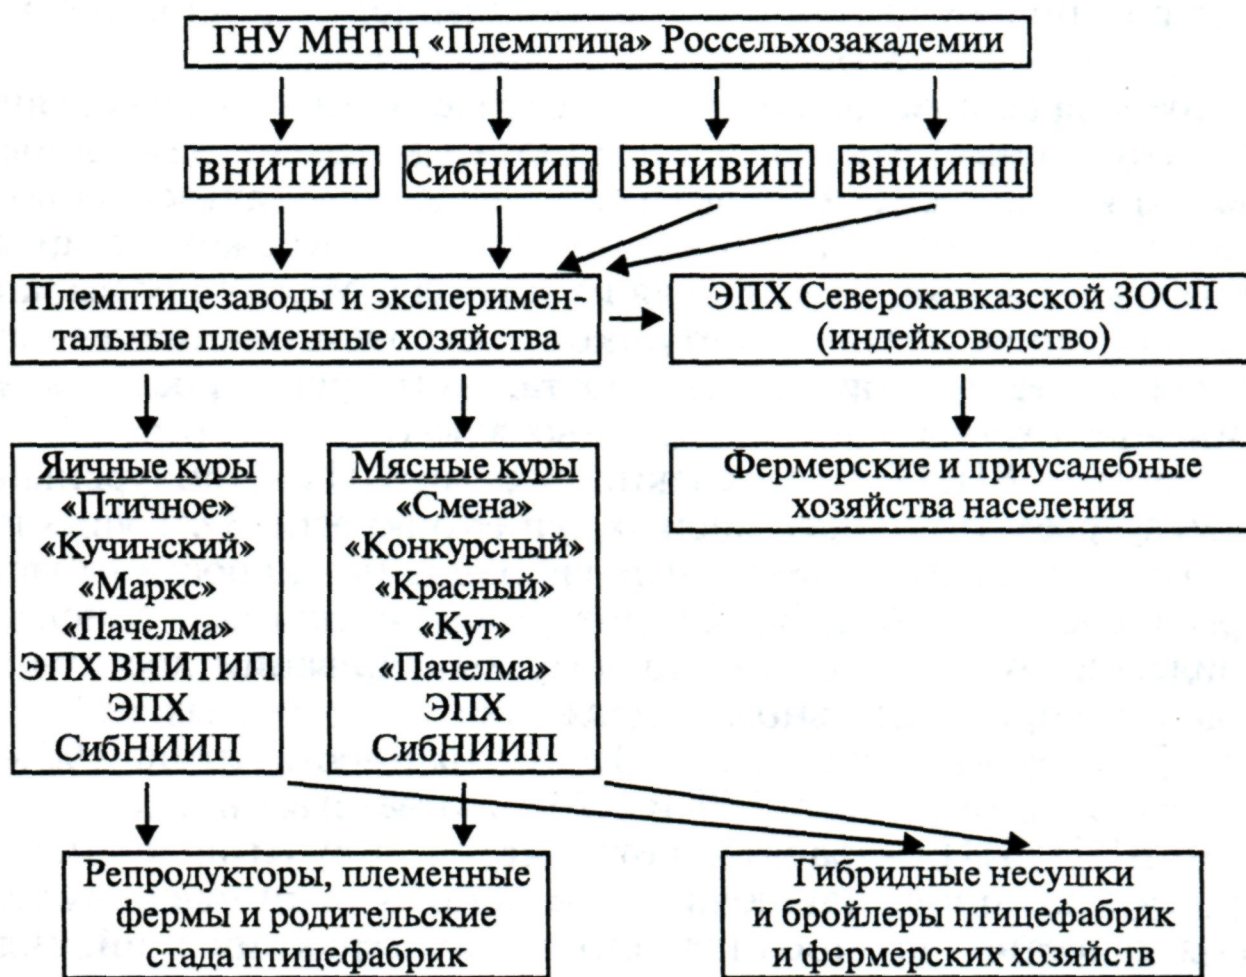 ГНУ МНТЦ «Племптица» Россельхозакадемии
ВНИТИП
СибНИИП
ВНИВИП
ВНИИПП
Племптицезаводы и эксперимен-
тальные племенные хозяйства
ЭПХ Северокавказской ЗОСП
(индейководство)
Яичные куры
«Птичное»
«Кучинский»
«Маркс»
«Пачелма»
ЭПХ ВНИТИП
ЭПХ
СибНИИП
Мясные куры
«Смена»
«Конкурсный»
«Красный»
«Кут»
«Пачелма»
ЭПХ
СибНИИП
Фермерские и приусадебные
хозяйства населения
Репродукторы, племенные
фермы и родительские
стада птицефабрик
Гибридные несушки
и бройлеры птицефабрик
и фермерских хозяйств